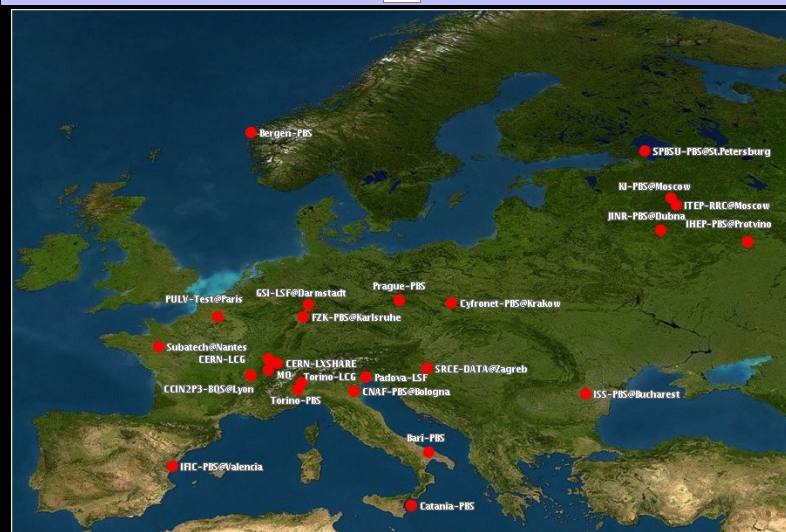 Bergen-PBS
SPBSU-PBS@St.Petersburg
KI-PBS@Moscow
ITEP-RRC@Moscow
JINR-PBS@Dubna
IHEP-PBS@Protvino
Prague-PBS
GSI-LSF@Darmstadt
PULV-Test@Paris
Cyfronet-PBS@Krakow
FZK-PBS@Karlsruhe
Subatech@Nantes
CERN-LCG
CERN-LXSHARE
SRCE-DATA@Zagreb
MQ
Torino-LCG
Padova-LSF
CCIN2P3-BQS@Lyon
CNAF-PBS@Bologna
ISS-PBS@Bucharest
Torino-PBS
Bari-PBS
IFIC-PBS@Valencia
Catania-PBS